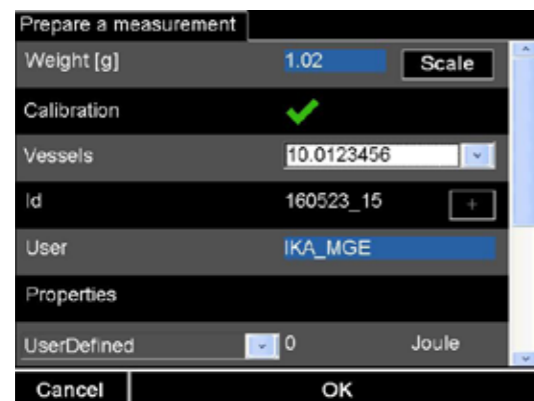 Prepare a measurement
Weight [g] 1.02 Scale
Calibration
Vessels 10.0123456
Id 160523_15 +
User IKA_MGE
Properties
UserDefined 0 Joule
Cancel OK